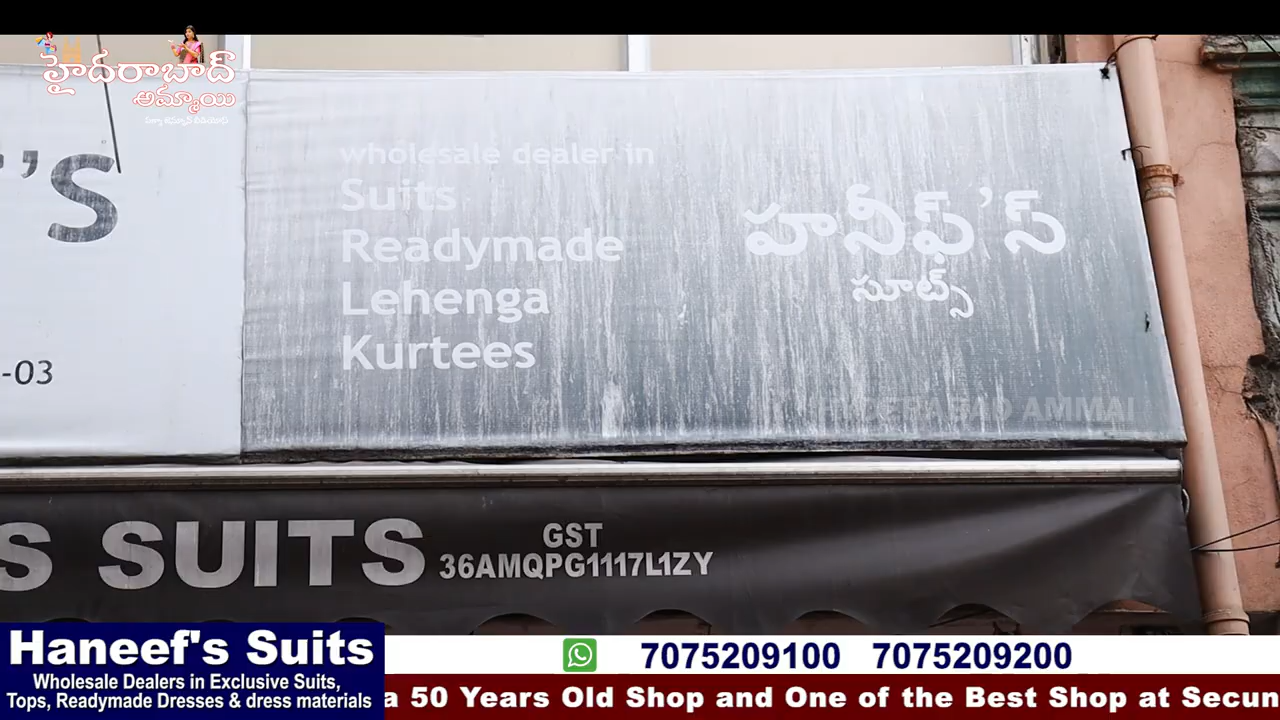 హైదరాబాద్
అమ్మాయి
'S
-03
wholesale dealer in
Suits
Readymade
Lehenga
Kurtees
హనీఫ్'స్
సూట్స్
HYDERABAD AMMAI
S SUITS
GST
36AMQPG1117L1ZY
Haneef's Suits
Wholesale Dealers in Exclusive Suits,
Tops, Readymade Dresses & dress materials
7075209100 7075209200
a 50 Years Old Shop and One of the Best Shop at Secun